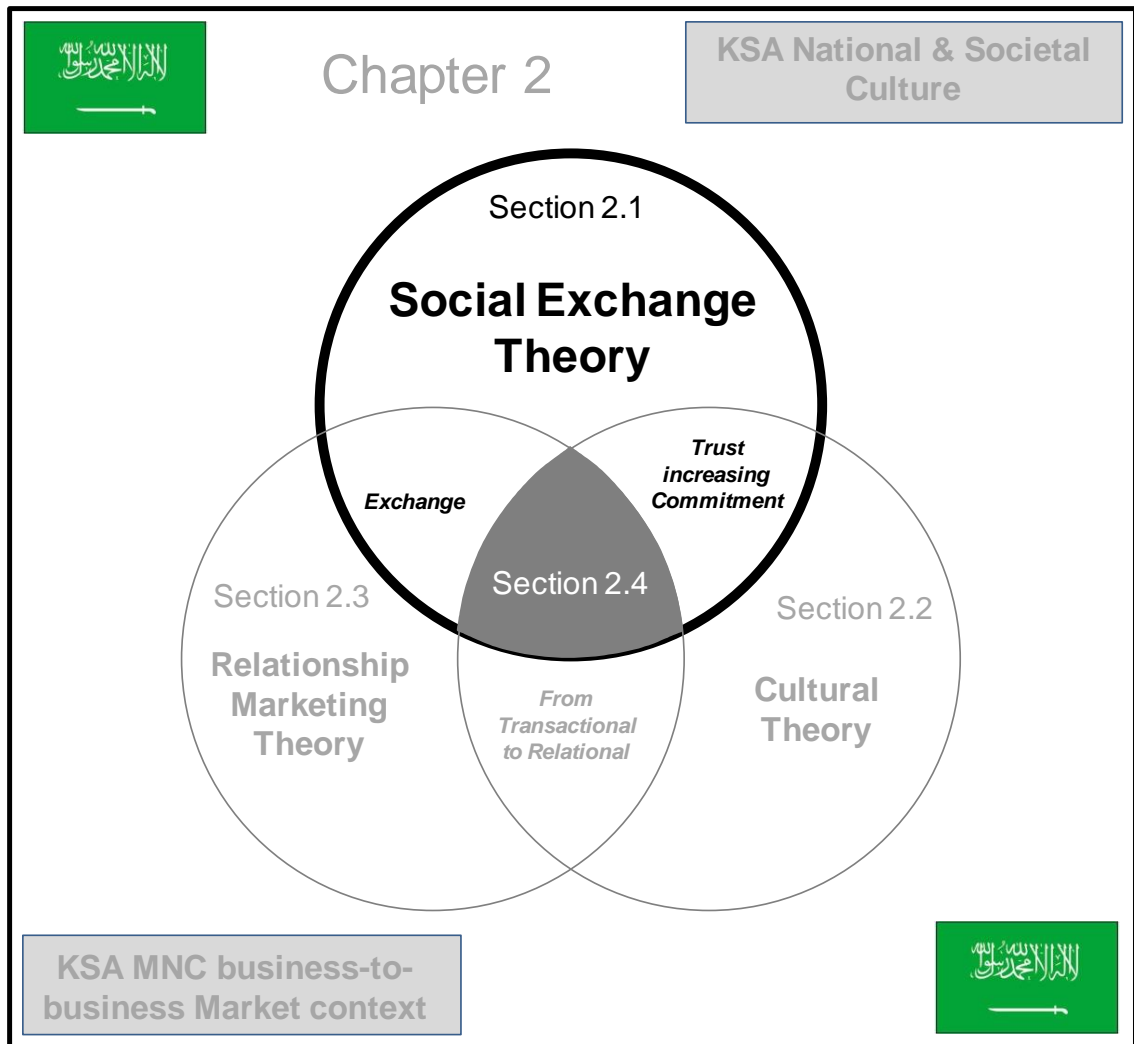 لا إله إلا الله محمد رسول الله
Chapter 2
KSA National & Societal
Culture
Section 2.1
Social Exchange
Theory
Trust
increasing
Commitment
Exchange
Section 2.4
Section 2.3
Section 2.2
Relationship
Marketing
Theory
Cultural
Theory
From
Transactional
to Relational
KSA MNC business-to-
business Market context
لا إله إلا الله محمد رسول الله